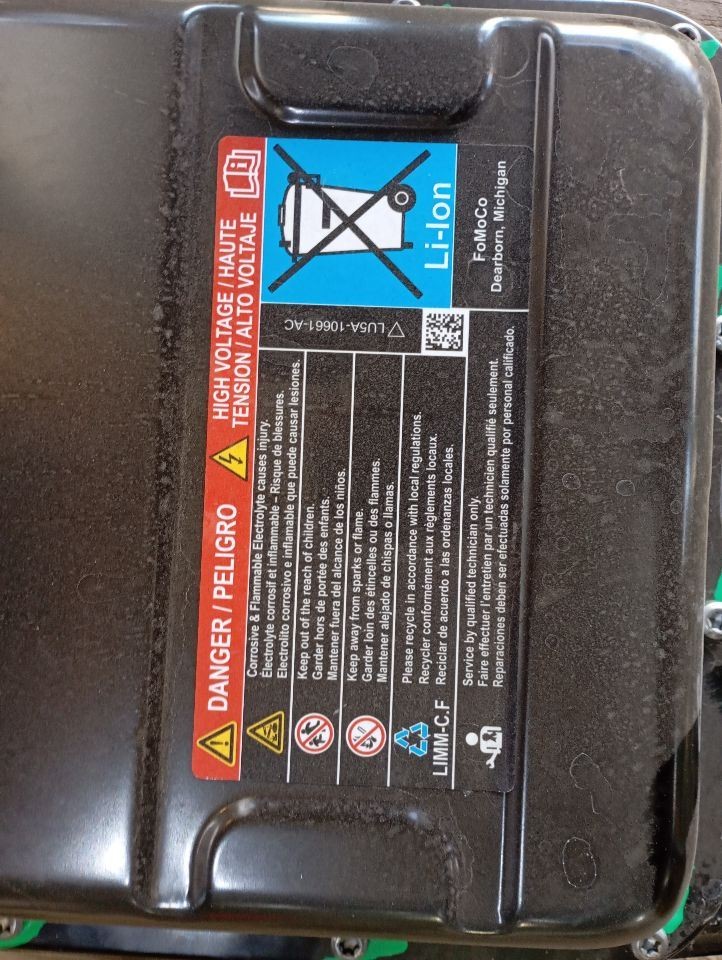 DANGER / PELIGRO
HIGH VOLTAGE / HAUTE
TENSION / ALTO VOLTAJE
Corrosive & Flammable Electrolyte causes injury.
Électrolyte corrosif et inflammable – Risque de blessures.
Electrolito corrosivo e inflamable que puede causar lesiones.
Keep out of the reach of children.
Garder hors de portée des enfants.
Mantener fuera del alcance de los niños.
Keep away from sparks or flame.
Garder loin des étincelles ou des flammes.
Mantener alejado de chispas o llamas.
LIMM-C.F
Please recycle in accordance with local regulations.
Recycler conformément aux règlements locaux.
Reciclar de acuerdo a las ordenanzas locales.
Service by qualified technician only.
Faire effectuer l'entretien par un technicien qualifié seulement.
Reparaciones deben ser efectuadas solamente por personal calificado.
LU5A-10661-AC
Li-Ion
FoMoCo
Dearborn, Michigan